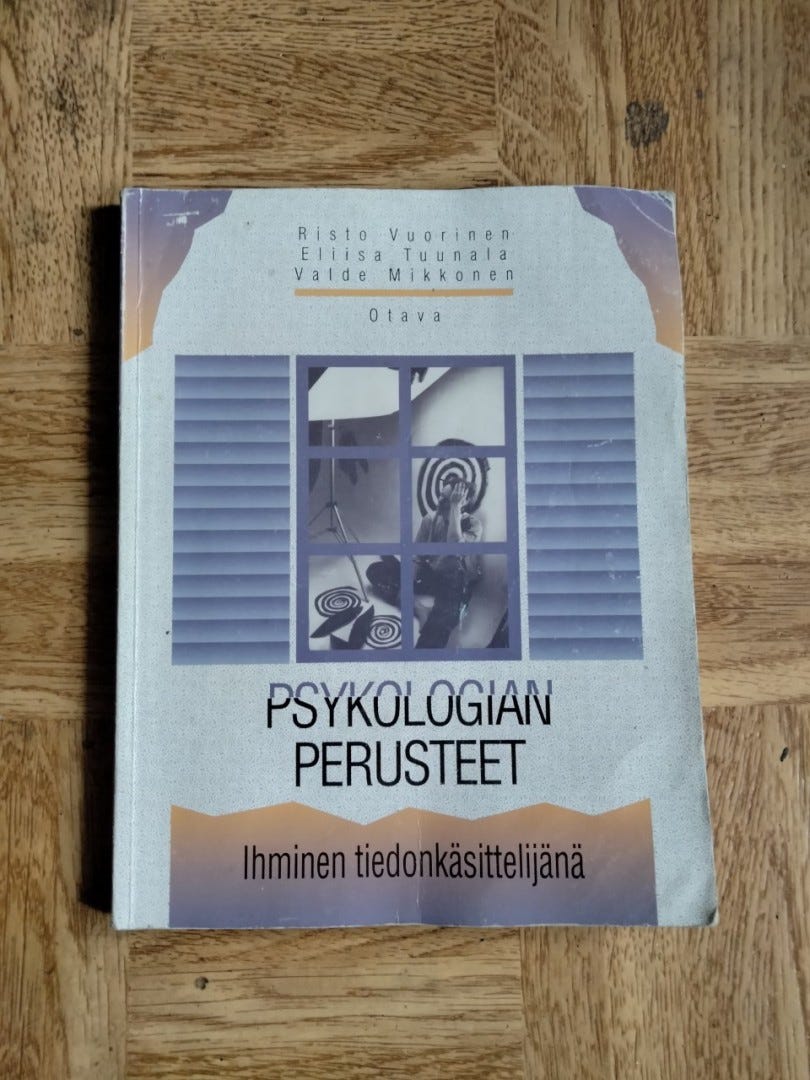 Risto Vuorinen
Eliisa Tuunala
Valde Mikkonen
Otava
PSYKOLOGIAN
PERUSTEET
Ihminen tiedonkäsittelijänä